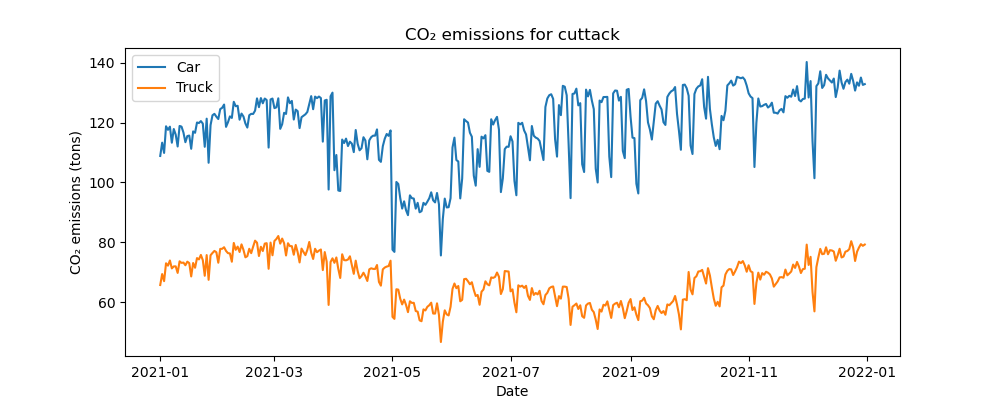 CO₂ emissions for cuttack
Car
Truck
CO₂ emissions (tons)
140
120
100
80
60
2021-01 2021-03 2021-05 2021-07 2021-09 2021-11 2022-01
Date